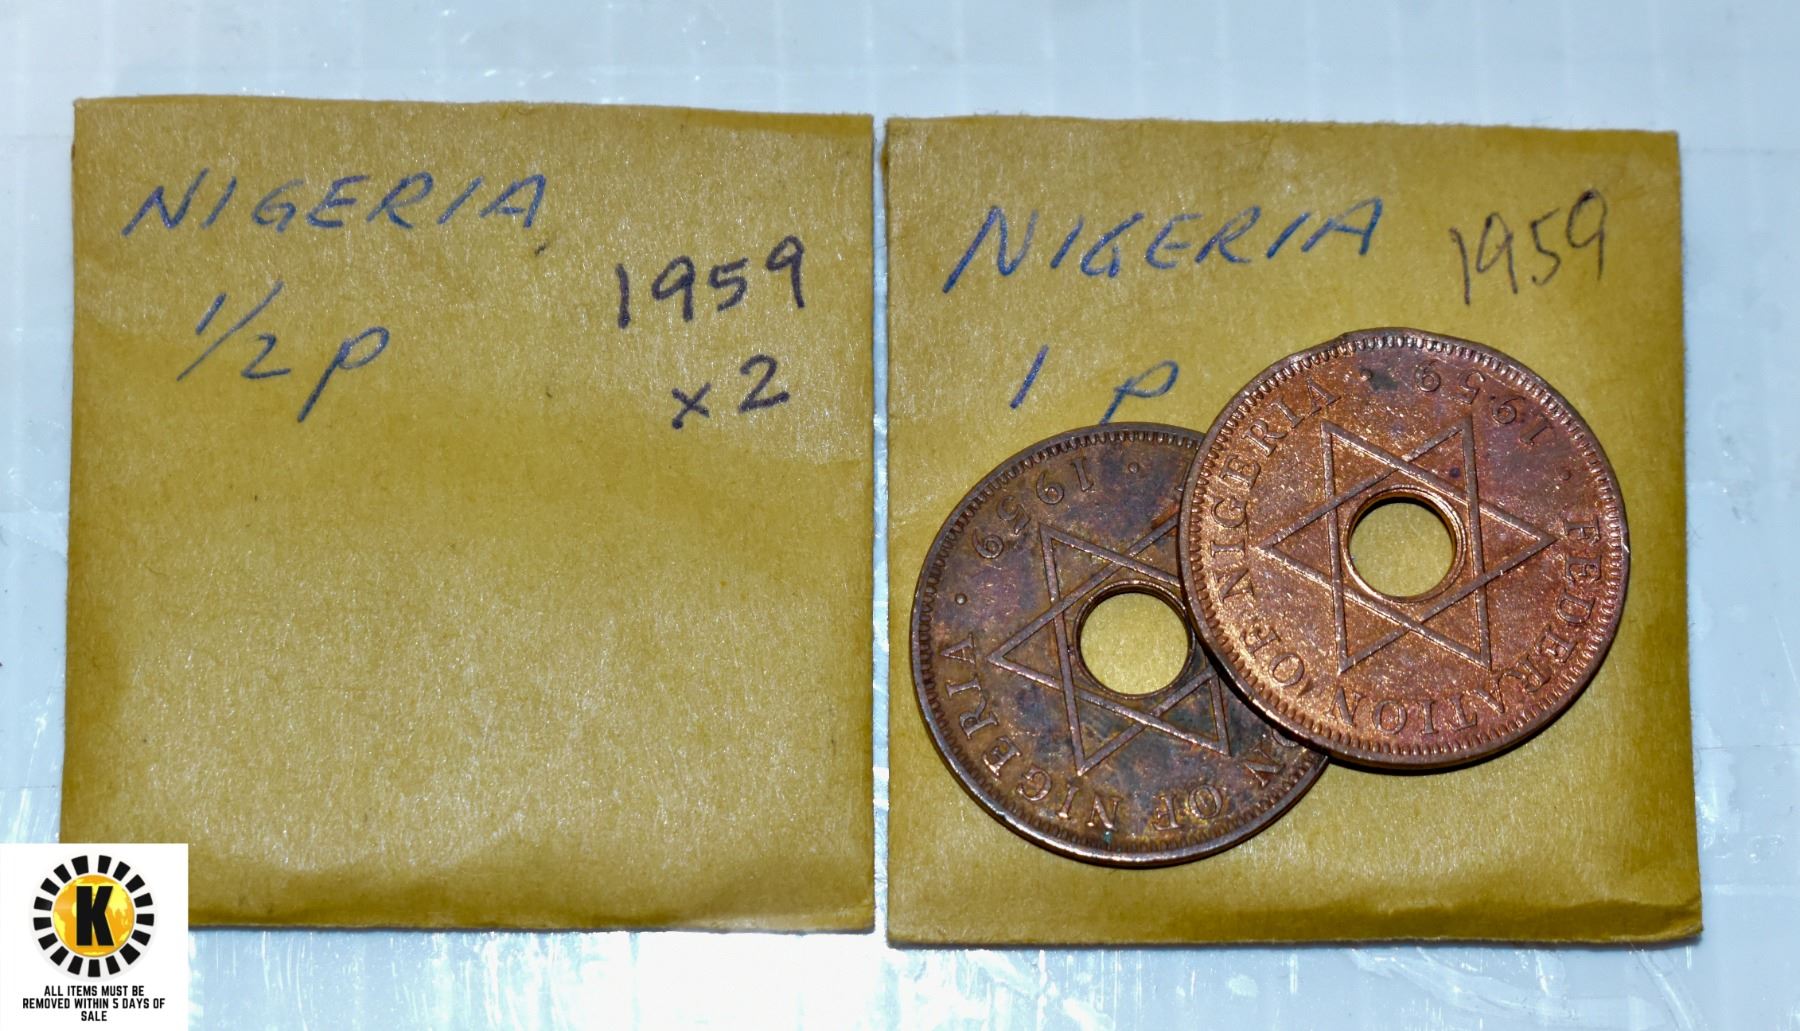 NIGERIA
1/2 p
1959
x2
NIGERIA
1959
1 p
1959
OF NIGERIA
FEDERATION OF NIGERIA
1959
K
ALL ITEMS MUST BE
REMOVED WITHIN 5 DAYS OF
SALE